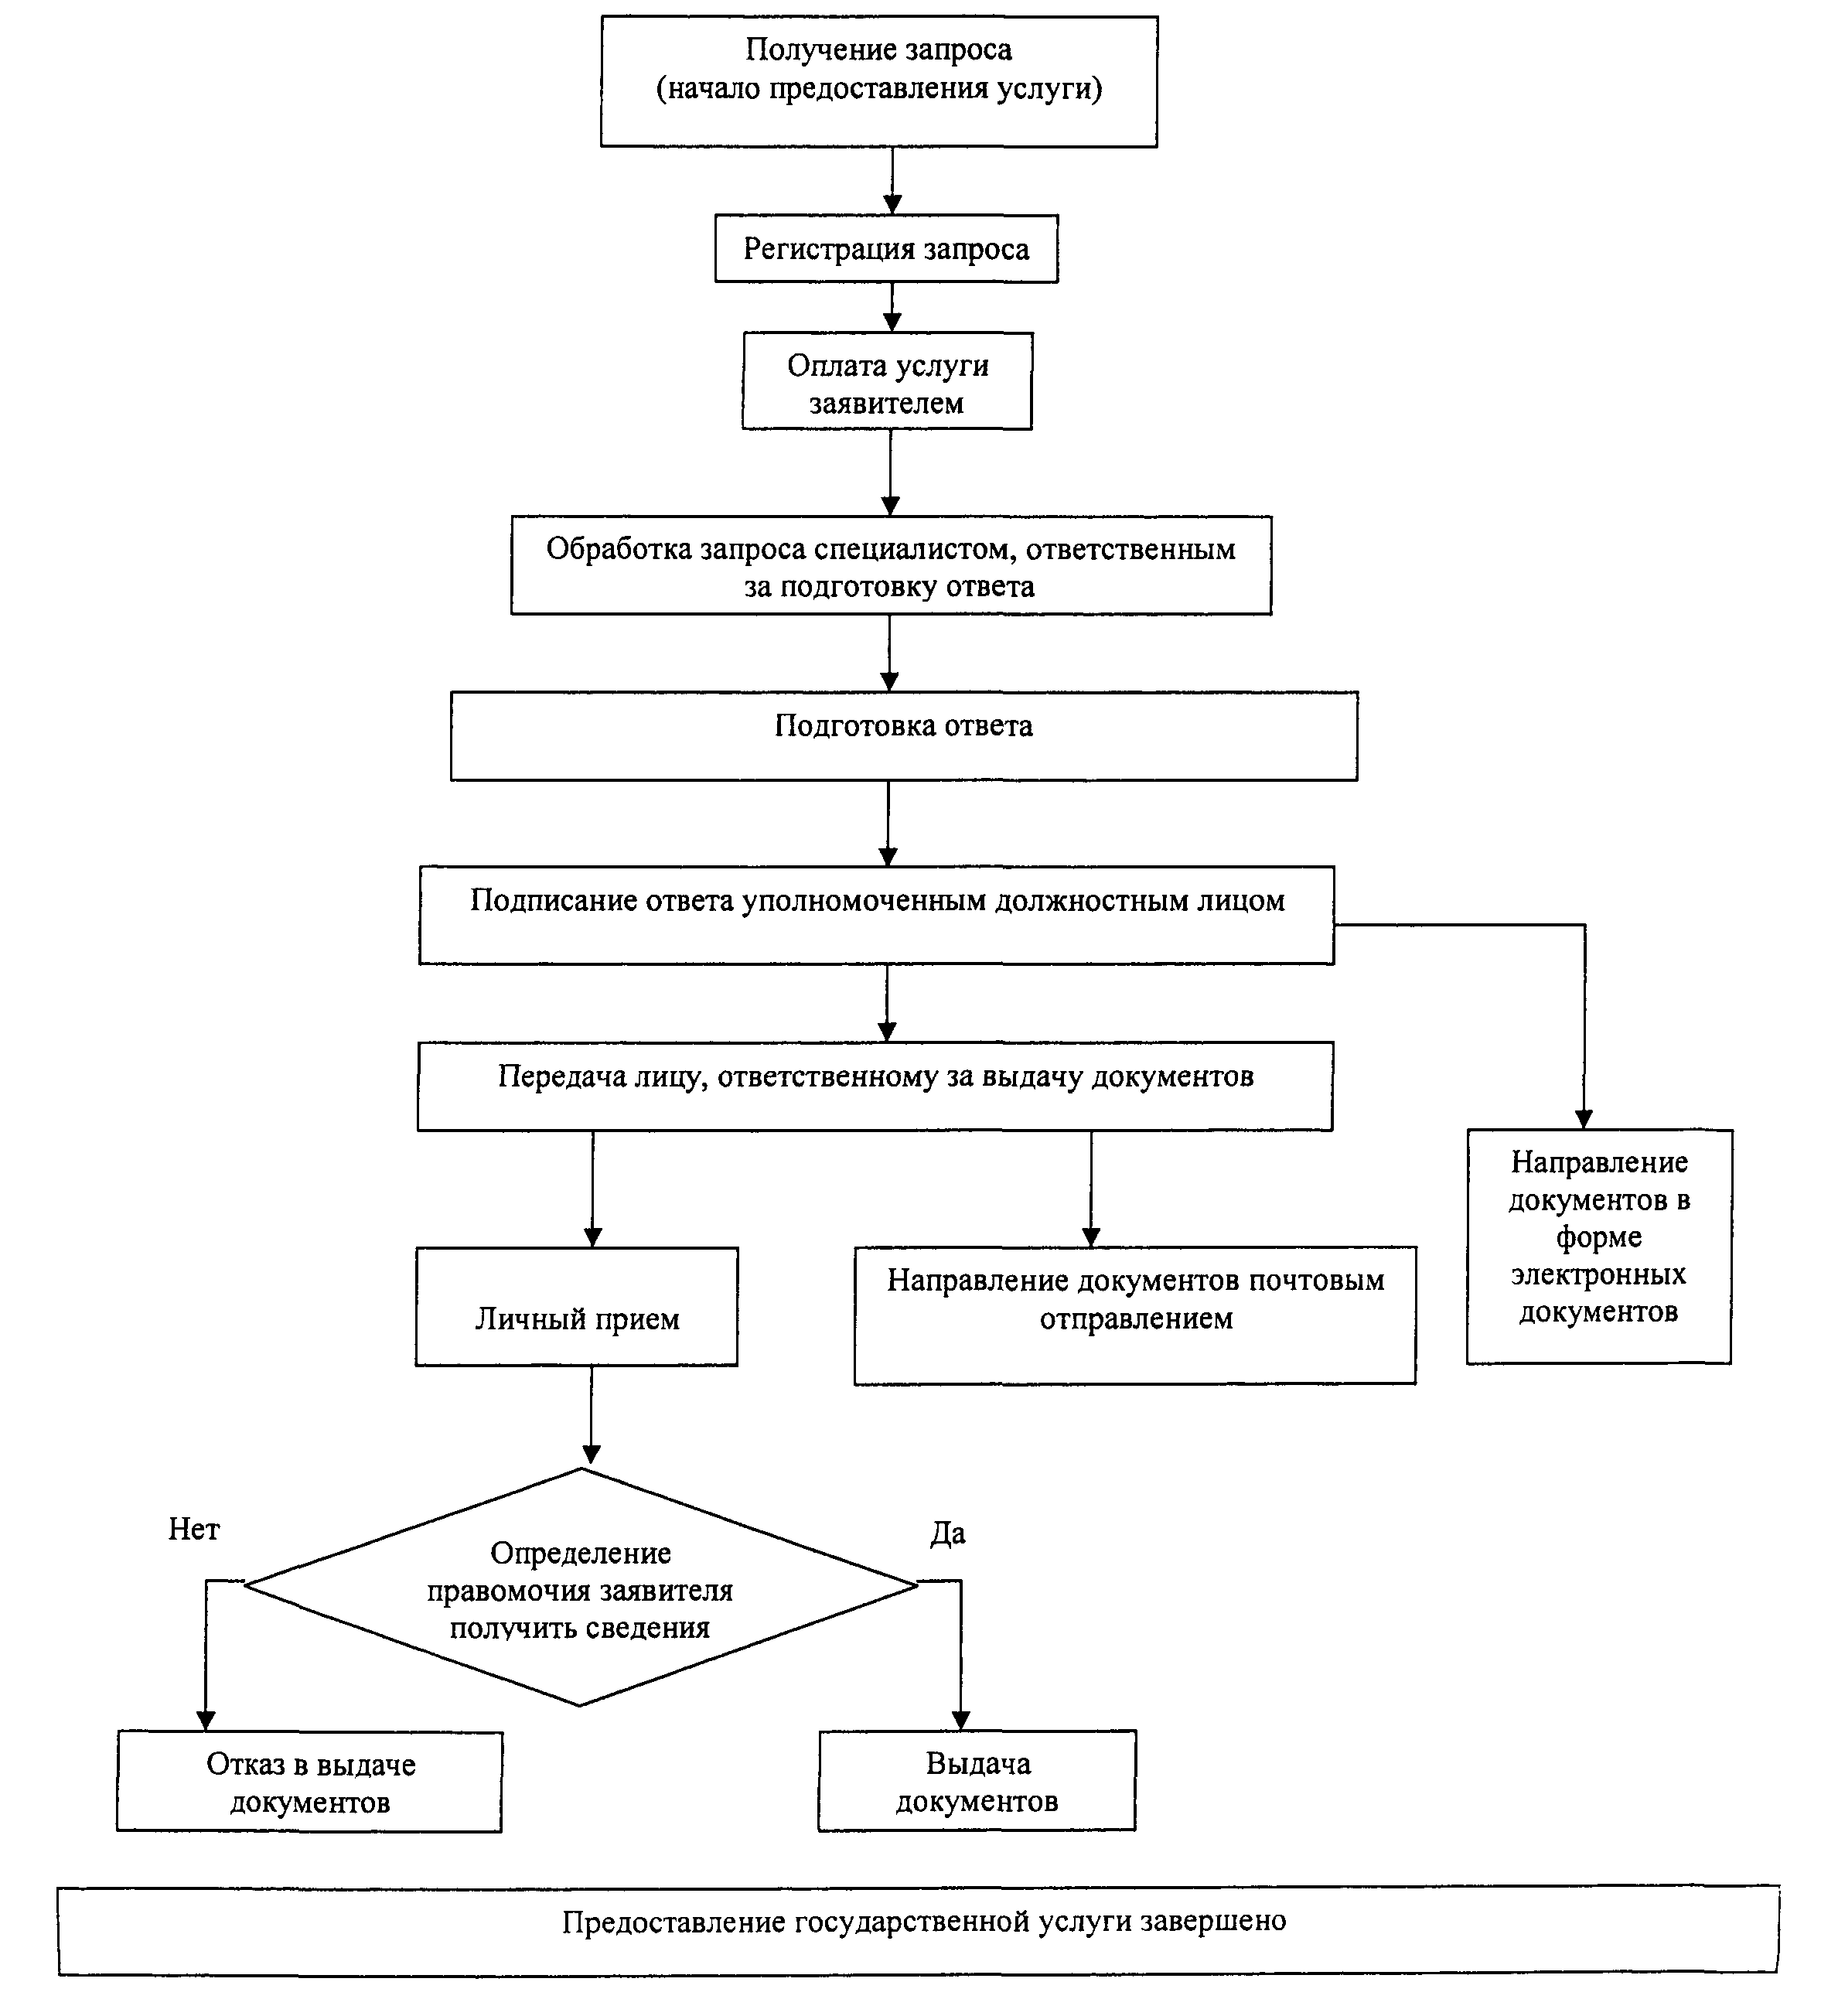 Получение запроса
(начало предоставления услуги)
Регистрация запроса
Оплата услуги
заявителем
Обработка запроса специалистом, ответственным
за подготовку ответа
Подготовка ответа
Подписание ответа уполномоченным должностным лицом
Передача лицу, ответственному за выдачу документов
Направление
документов в
форме
электронных
документов
Личный прием
Направление документов почтовым
отправлением
Нет
Да
Определение
правомочия заявителя
получить сведения
Отказ в выдаче
документов
Выдача
документов
Предоставление государственной услуги завершено